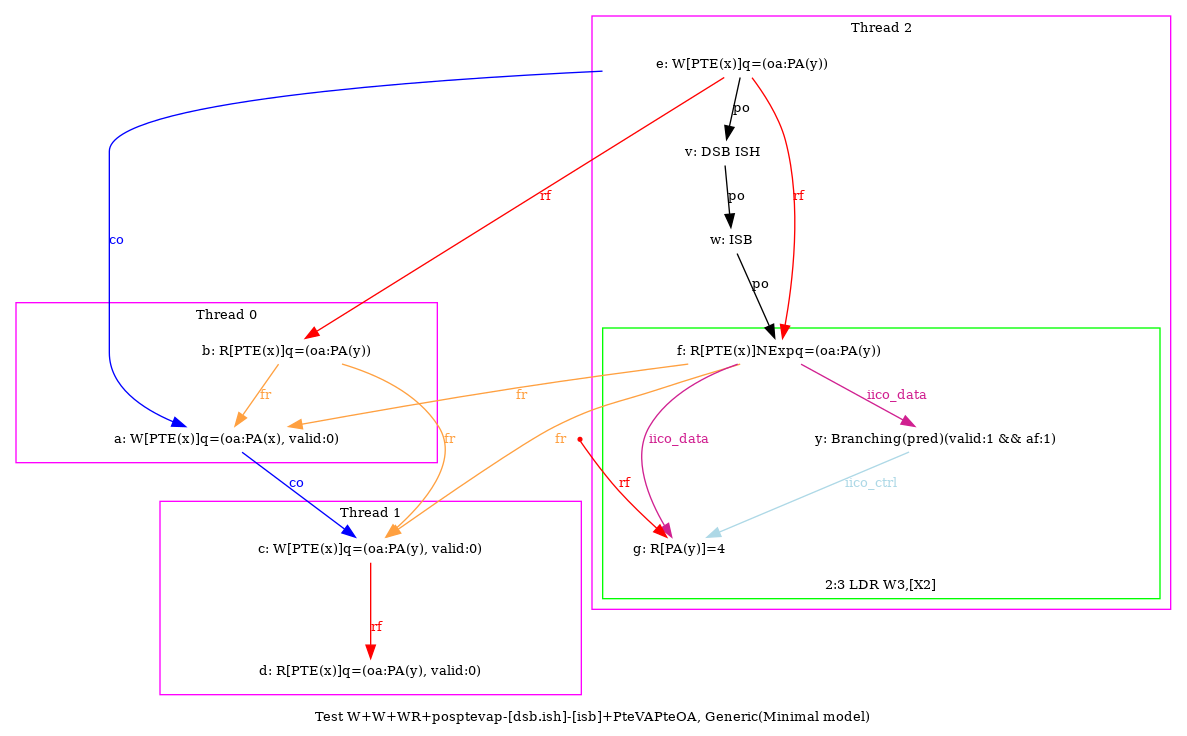 Thread 2
e: W[PTE(x)]q=(oa:PA(y))
po
v: DSB ISH
rf
po
rf
co
w: ISB
po
Thread 0
b: R[PTE(x)]q=(oa:PA(y))
f: R[PTE(x)]NExpq=(oa:PA(y))
fr
fr
iico_data
a: W[PTE(x)]q=(oa:PA(x), valid:0)
fr
fr
iico_data
y: Branching(pred)(valid:1 && af:1)
co
rf
iico_ctrl
Thread 1
c: W[PTE(x)]q=(oa:PA(y), valid:0)
g: R[PA(y)]=4
2:3 LDR W3,[X2]
rf
d: R[PTE(x)]q=(oa:PA(y), valid:0)
Test W+W+WR+posptevap-[dsb.ish]-[isb]+PteVAPteOA, Generic(Minimal model)